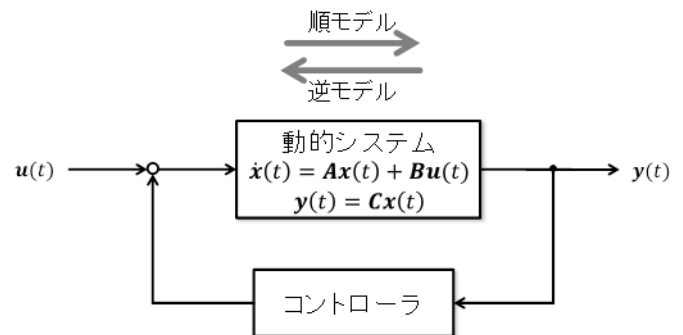 順モデル
逆モデル
動的システム
u(t)
ẋ(t) = Ax(t) + Bu(t)
y(t)
y(t) = Cx(t)
コントローラ